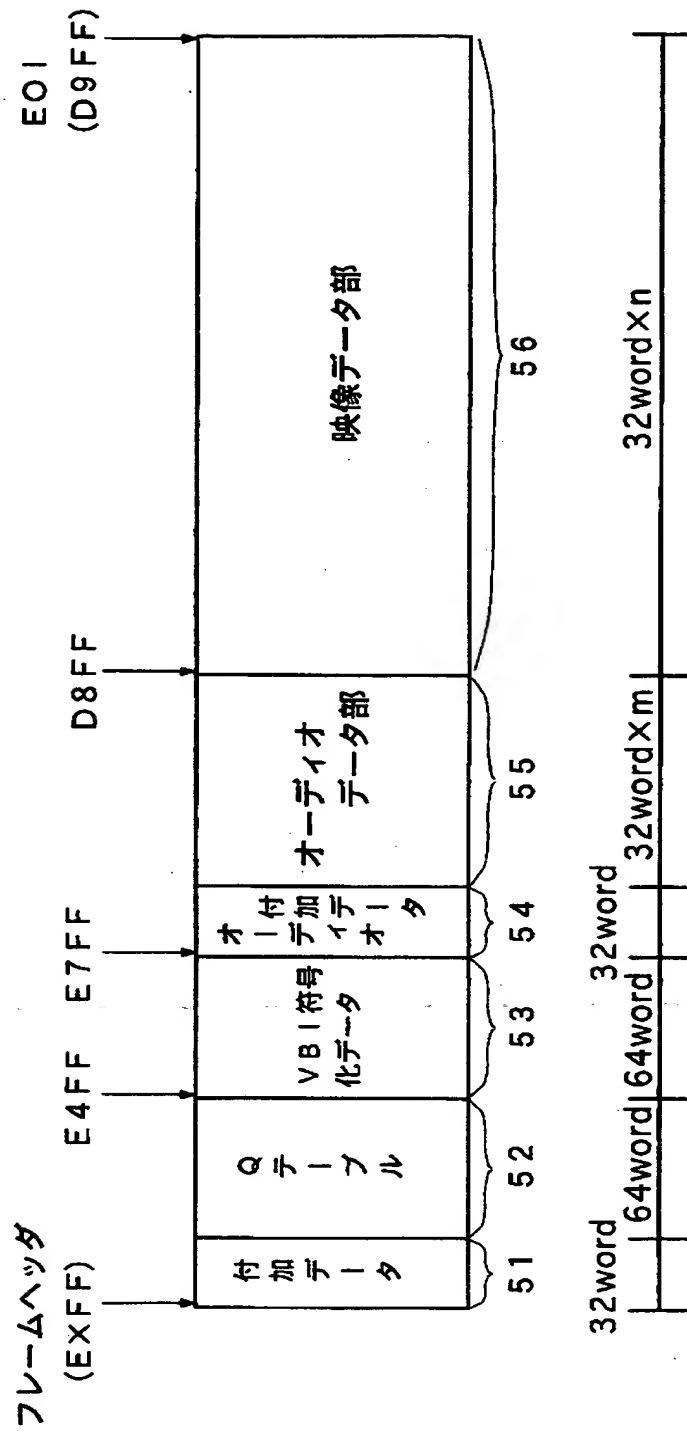 フレームヘッダ
(EXFF)
E4FF
E7FF
D8FF
EOI
(D9FF)
付加データ
Qテーブル
VBI符号
化データ
オーディオ
付加データ
オーディオ
データ部
映像データ部
51
52
53
54
55
56
32word
64word
64word
32word
32word×m
32word×n